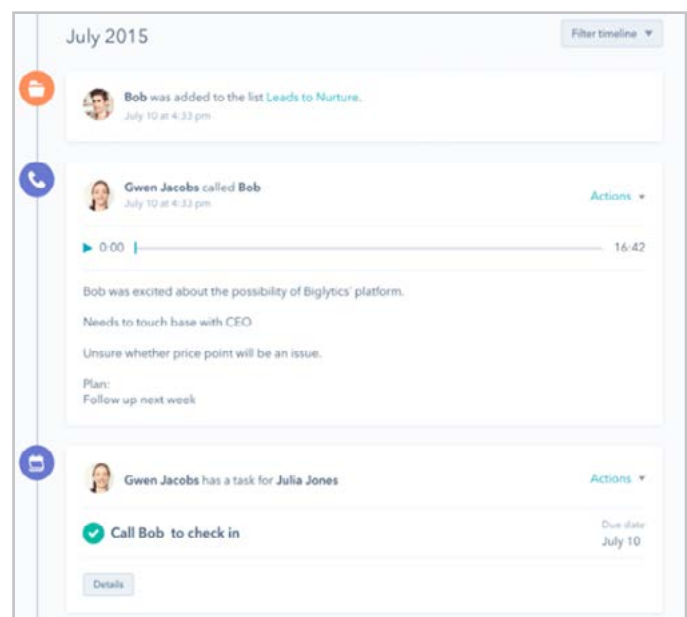 July 2015
Filter timeline
Bob was added to the list Leads to Nurture.
July 10 at 4:33 pm
Gwen Jacobs called Bob
July 10 at 4:33 pm
Actions
0:00
16:42
Bob was excited about the possibility of Biglytics' platform.
Needs to touch base with CEO
Unsure whether price point will be an issue.
Plan:
Follow up next week
Gwen Jacobs has a task for Julia Jones
Actions
Call Bob to check in
Due date
July 10
Details